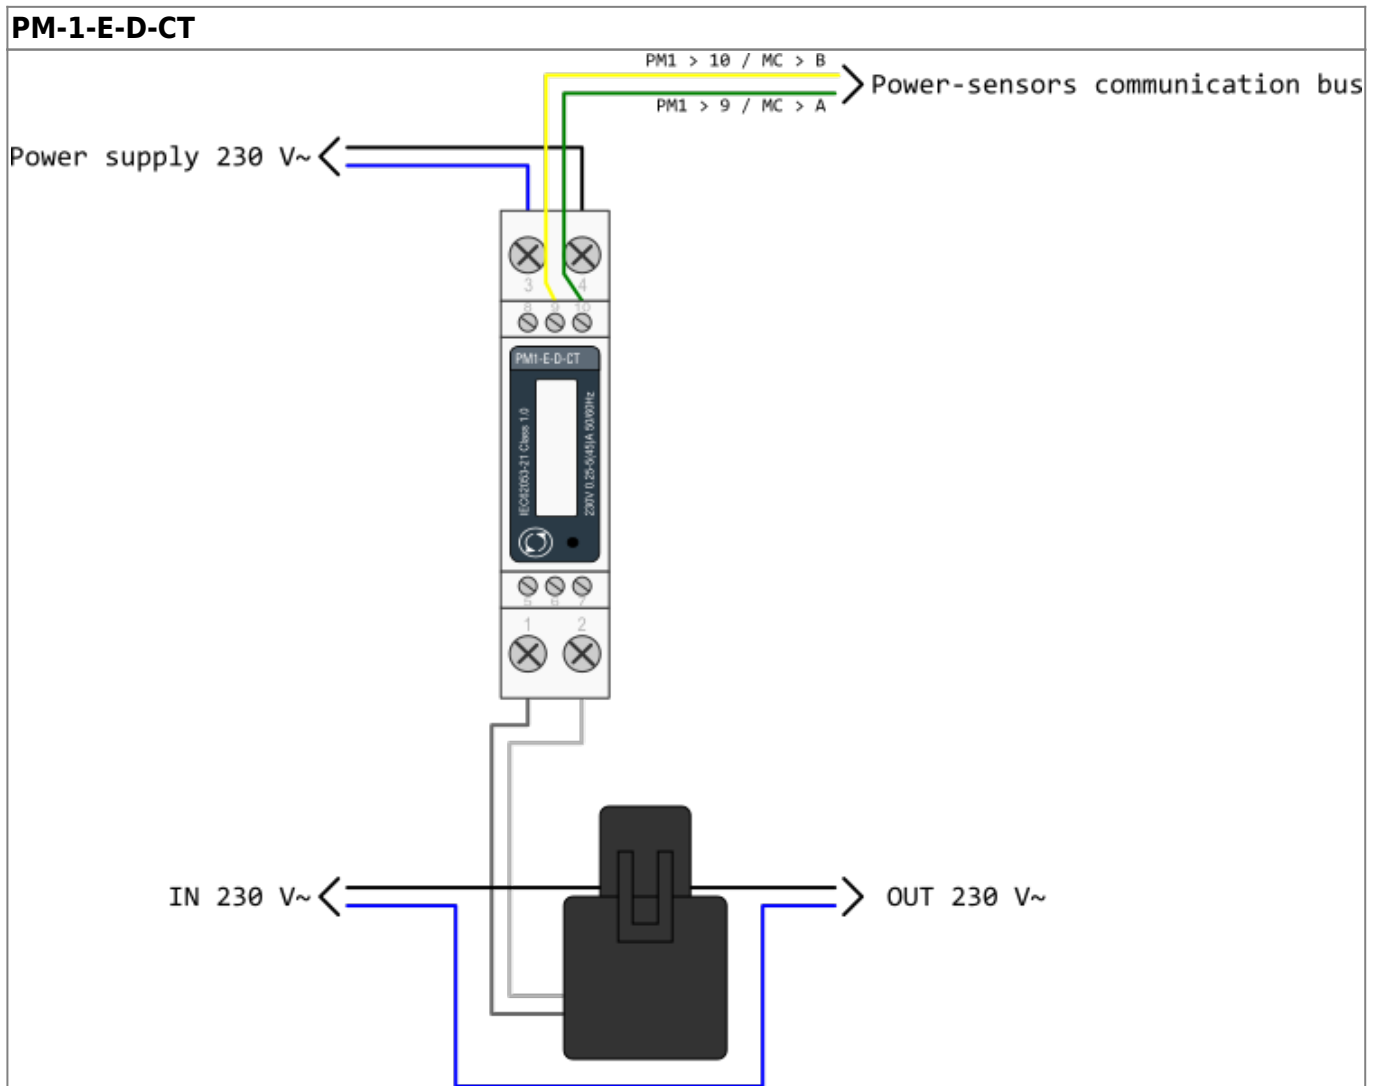 PM-1-E-D-CT
PM1 > 10 / MC > B
Power-sensors communication bus
PM1 > 9 / MC > A
Power supply 230 V~
3 4
8 9 10
PM1-E-D-CT
IEC62053-21 Class 1.0
230V 0.25-5(45)A 50/60Hz
5 6 7
1 2
IN 230 V~
OUT 230 V~